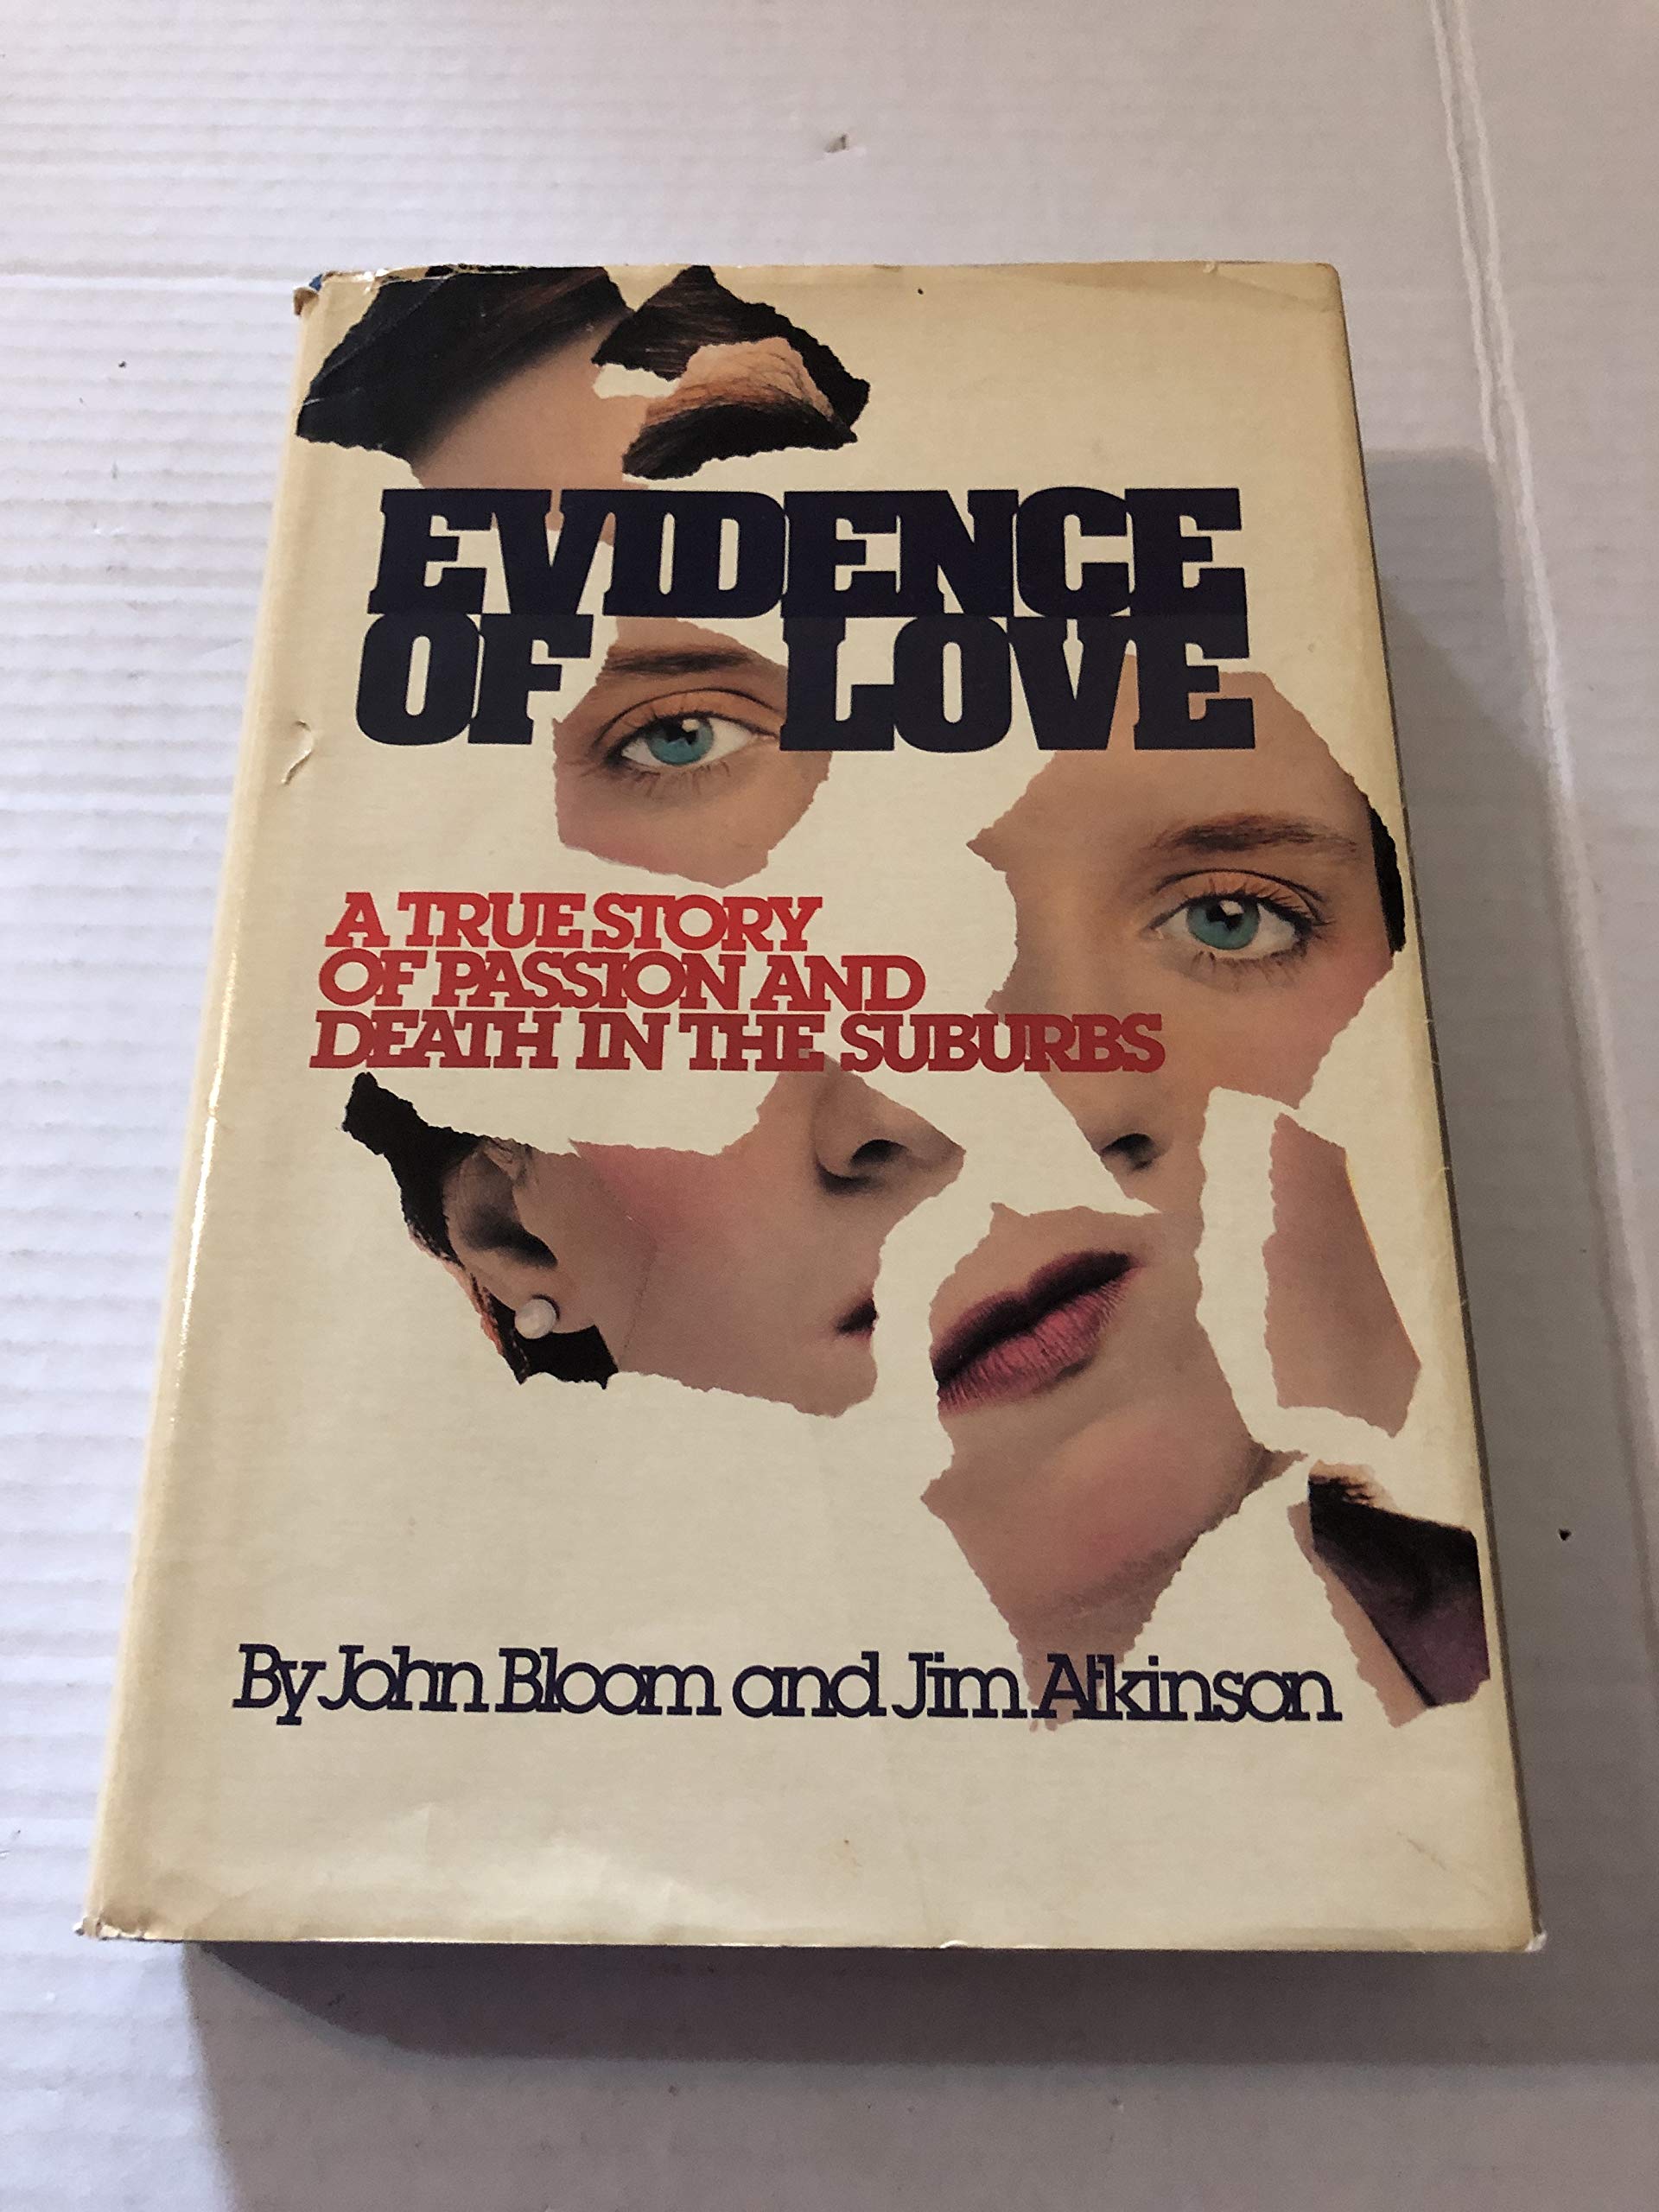 EVIDENCE
OF LOVE
A TRUE STORY
OF PASSION AND
DEATH IN THE SUBURBS
By John Bloom and Jim Atkinson